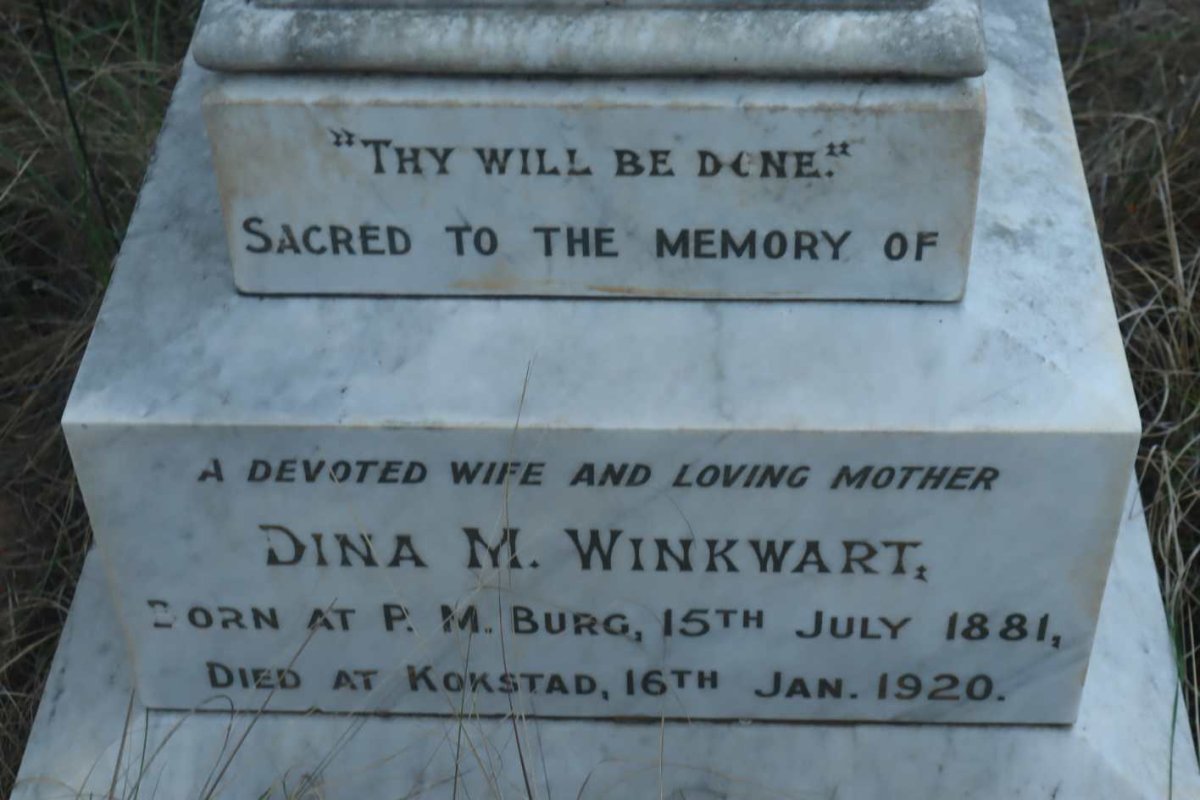 "THY WILL BE DONE."
SACRED TO THE MEMORY OF
A DEVOTED WIFE AND LOVING MOTHER
DINA M. WINKWART,
BORN AT P. M. BURG, 15TH JULY 1881,
DIED AT KOKSTAD, 16TH JAN. 1920.